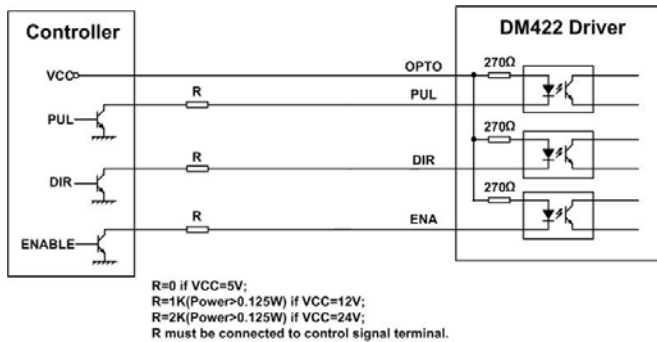 Controller
DM422 Driver
VCC
OPTO
270Ω
R
PUL
PUL
270Ω
R
DIR
DIR
270Ω
R
ENA
ENABLE
R=0 if VCC=5V;
R=1K(Power>0.125W) if VCC=12V;
R=2K(Power>0.125W) if VCC=24V;
R must be connected to control signal terminal.